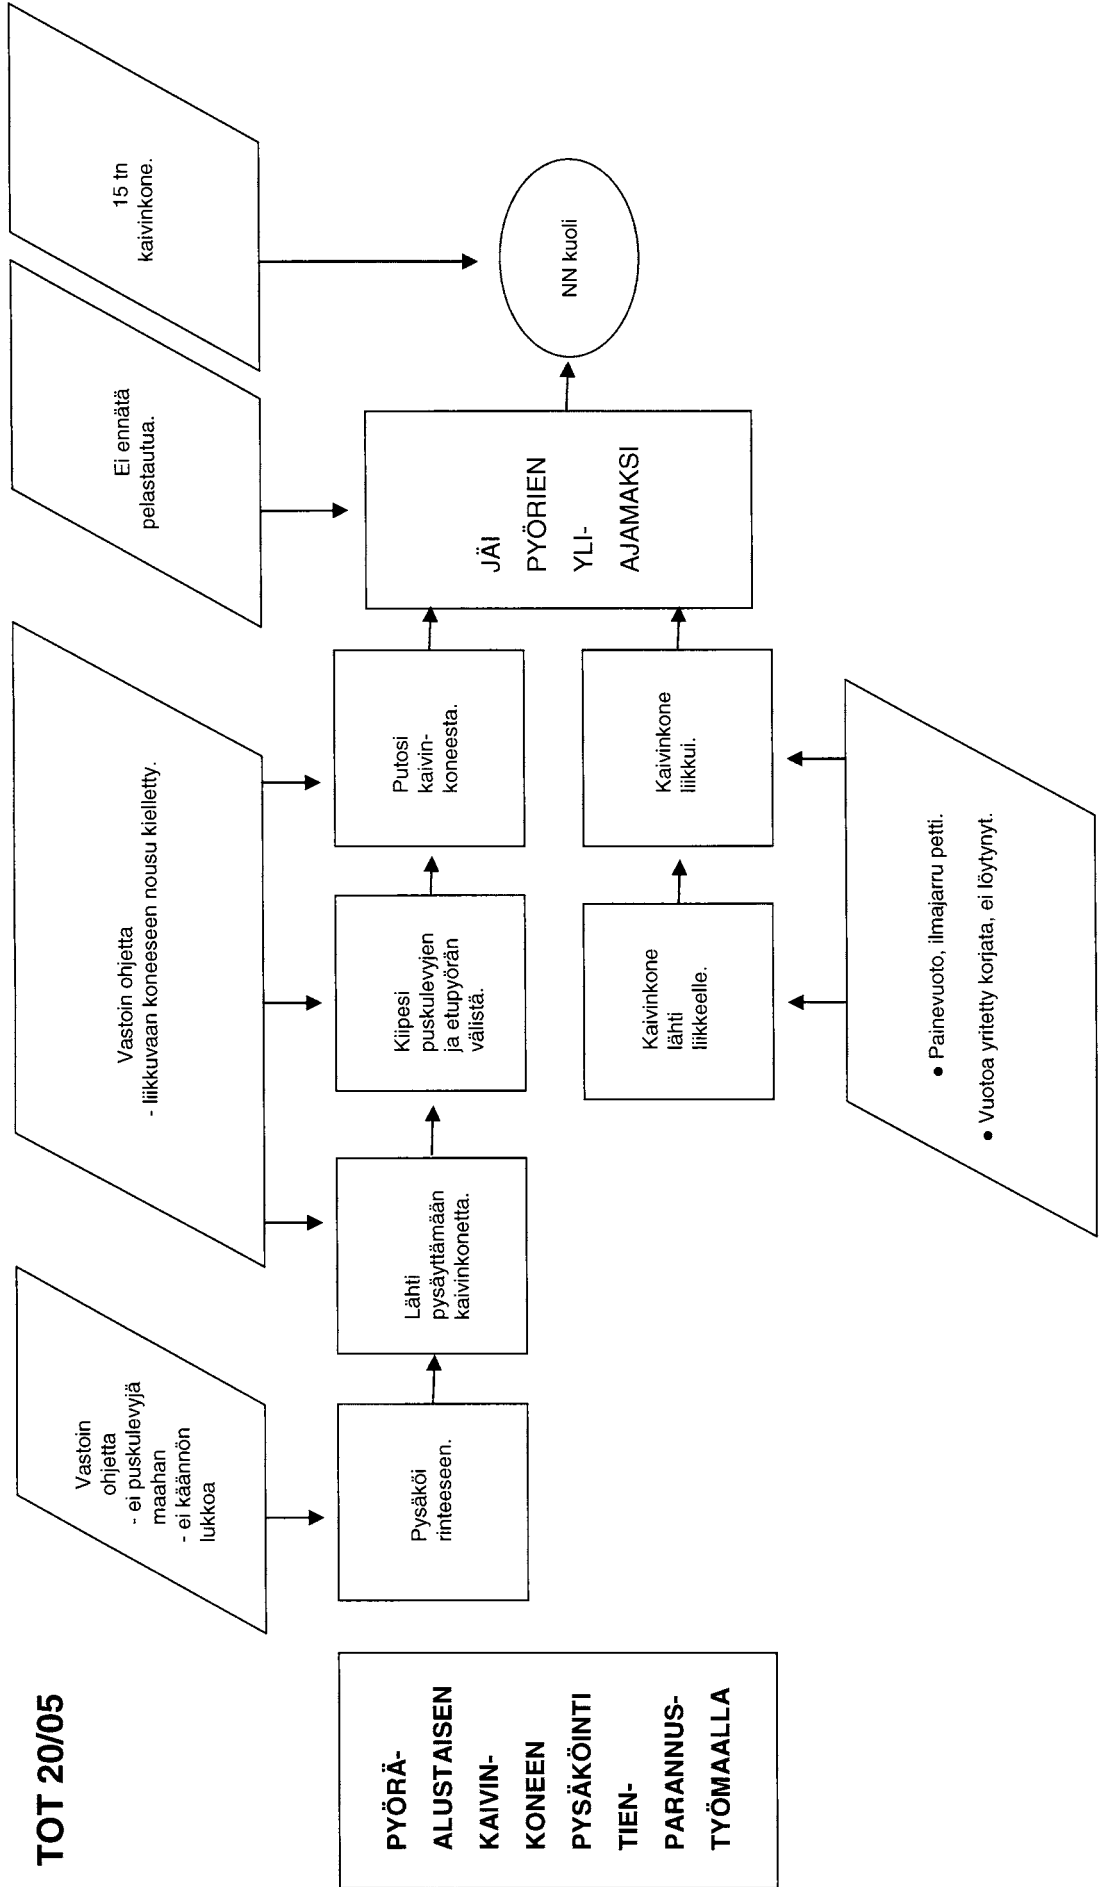 TOT 20/05
PYÖRÄ-
ALUSTAISEN
KAIVIN-
KONEEN
PYSÄKÖINTI
TIEN-
PARANNUS-
TYÖMAALLA
Vastoin
ohjetta
- ei puskulevyjä
maahan
- ei käännön
lukkoa
Pysäköi
rinteeseen.
Vastoin ohjetta
- liikkuvaan koneeseen nousu kielletty.
Lähti
pysäyttämään
kaivinkonetta.
Kiipesi
puskulevyjen
ja etupyörän
välistä.
Putosi
kaivin-
koneesta.
Kaivinkone
lähti
liikkeelle.
Kaivinkone
liikkui.
● Painevuoto, ilmajarru petti.
● Vuotoa yritetty korjata, ei löytynyt.
Ei ennätä
pelastautua.
JÄI
PYÖRIEN
YLI-
AJAMAKSI
15 tn
kaivinkone.
NN kuoli